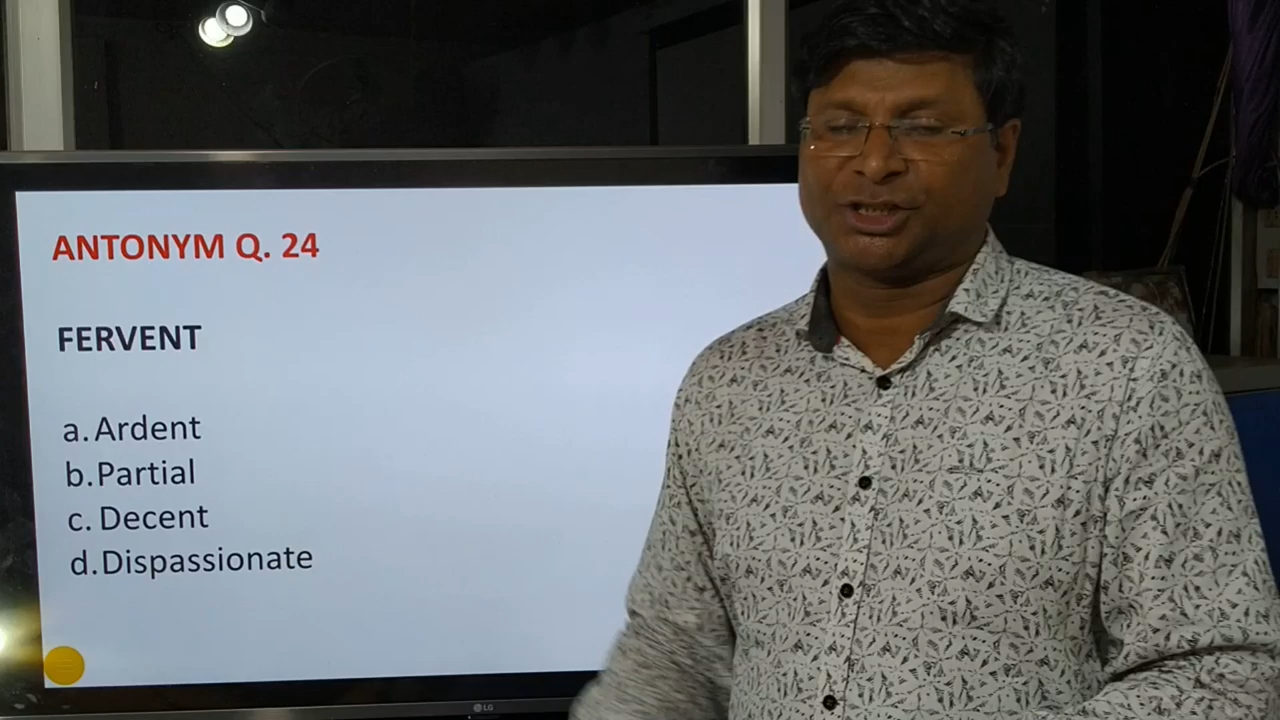 ANTONYM Q. 24
FERVENT
a. Ardent
b. Partial
c. Decent
d. Dispassionate
LG